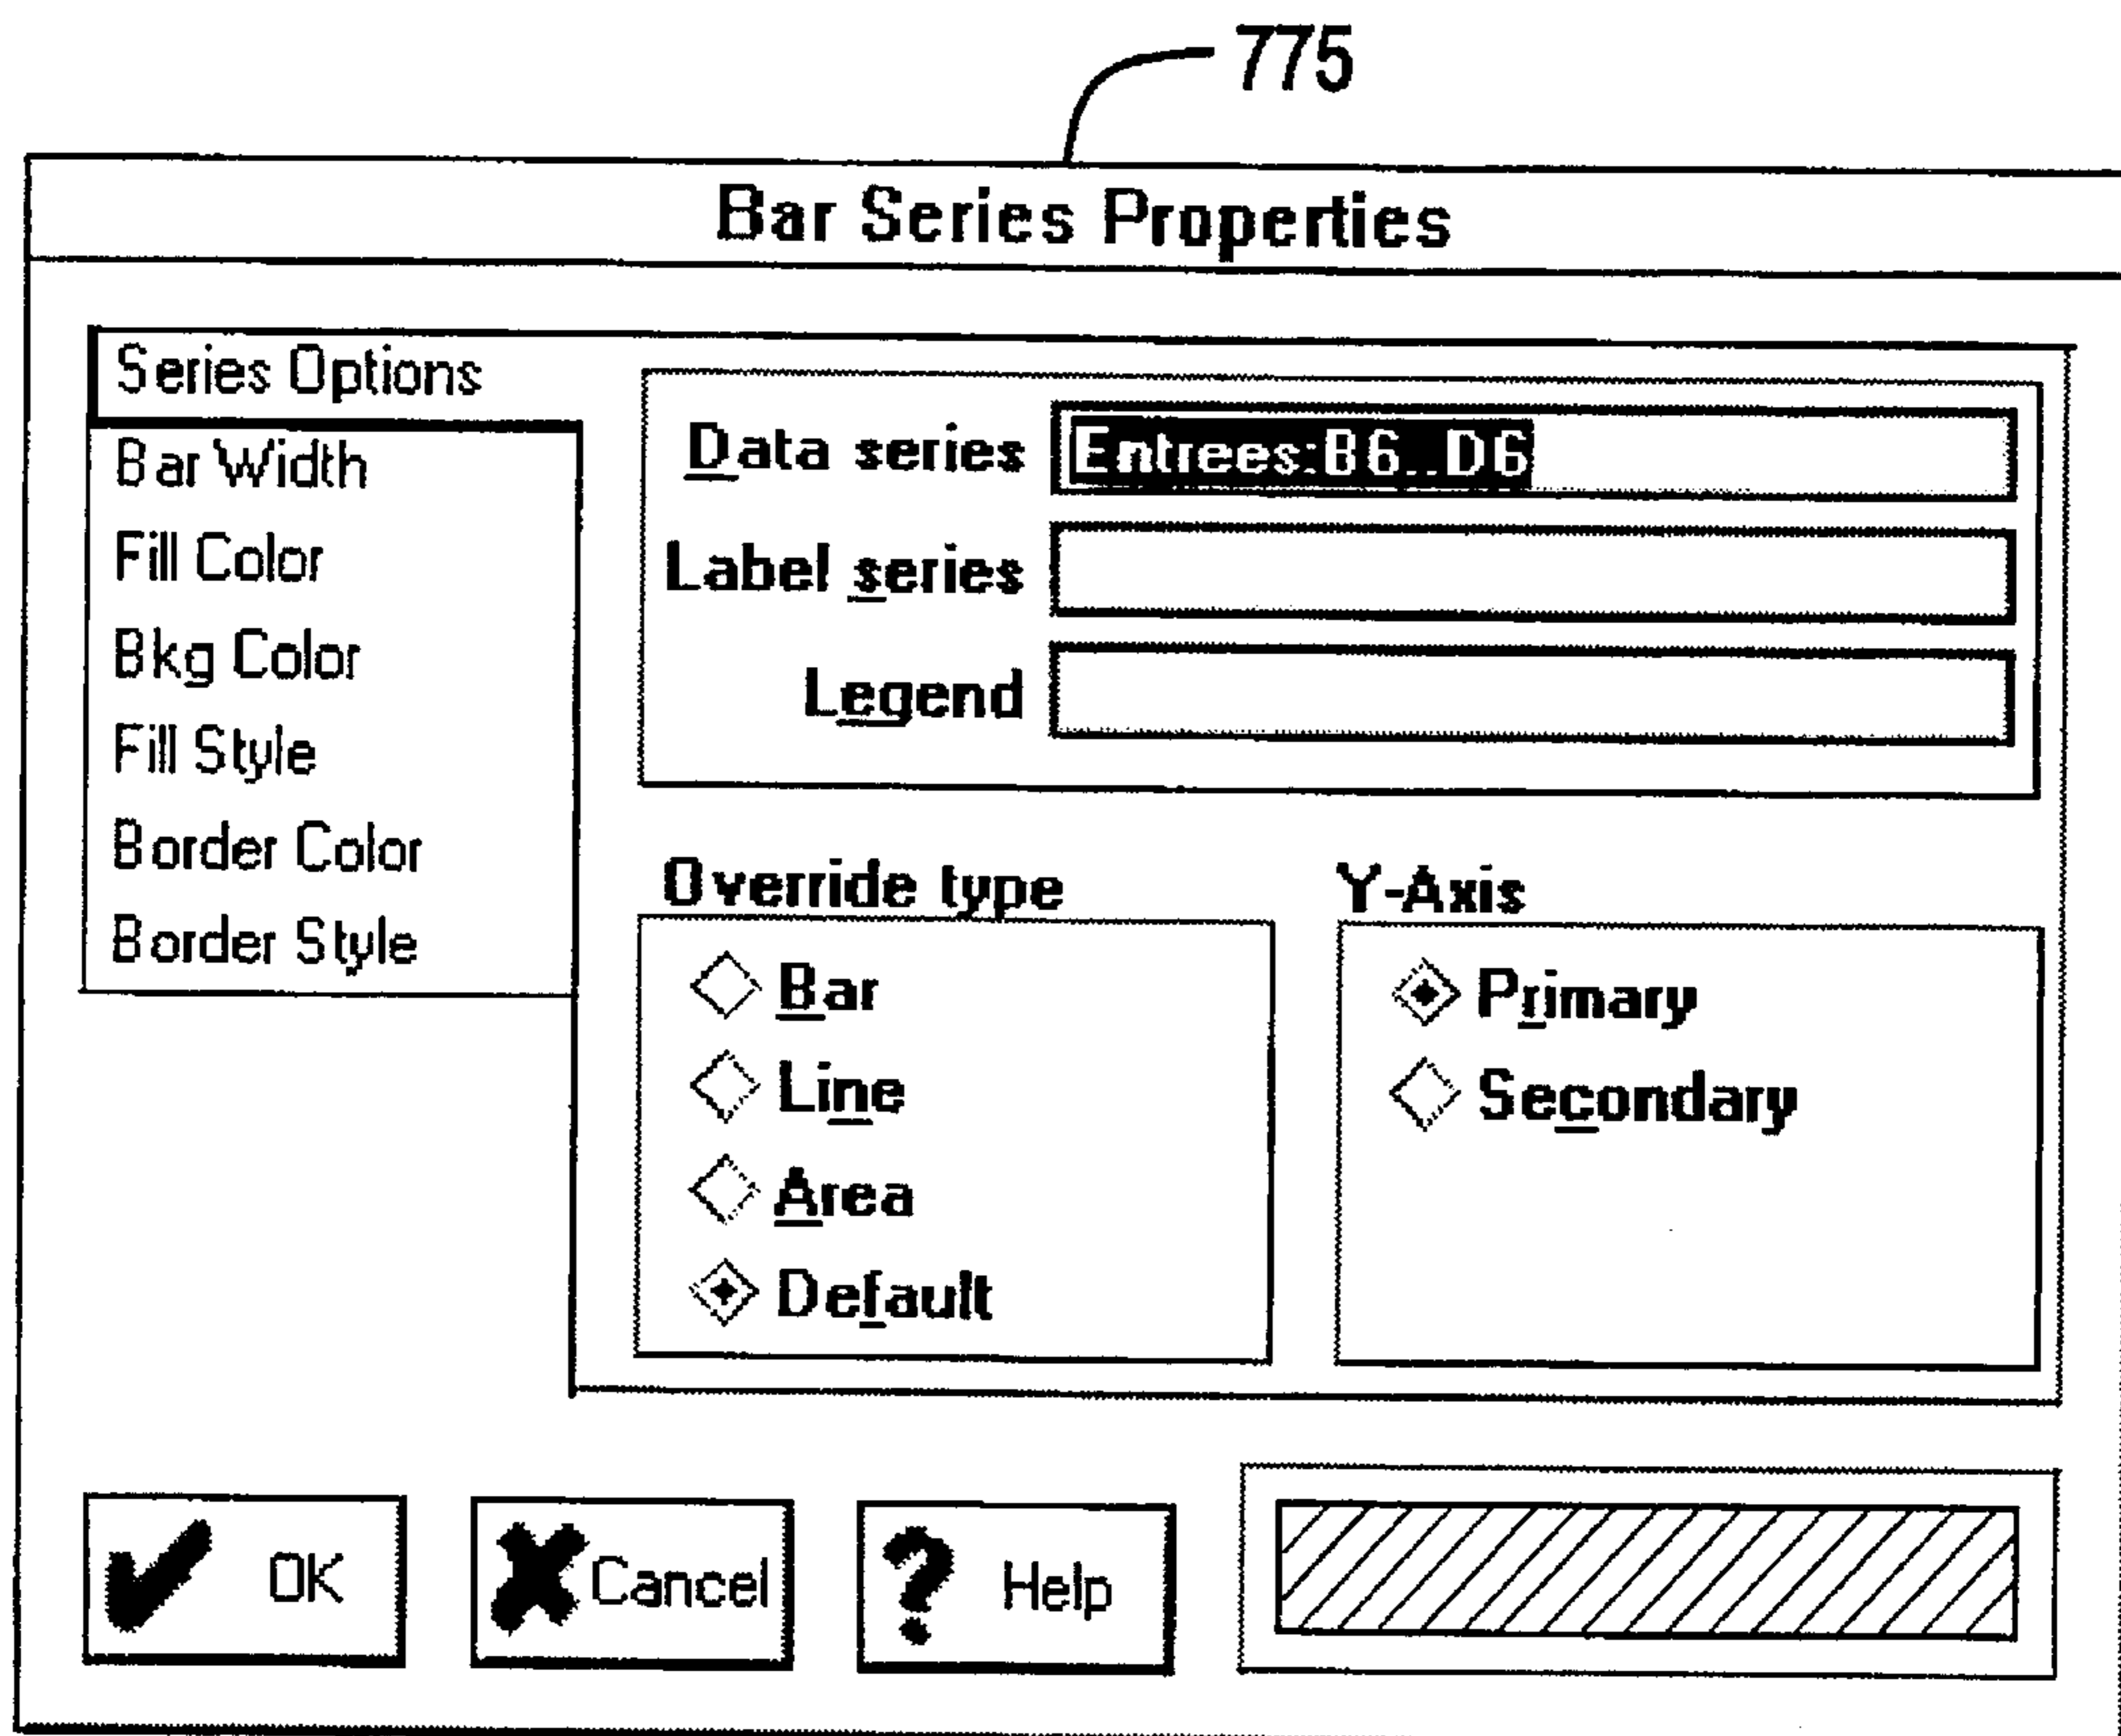 775
Bar Series Properties
Series Options
Bar Width
Fill Color
Bkg Color
Fill Style
Border Color
Border Style
Data series Entrees:B6..D6
Label series
Legend
Override type
Bar
Line
Area
Default
Y-Axis
Primary
Secondary
OK
Cancel
Help